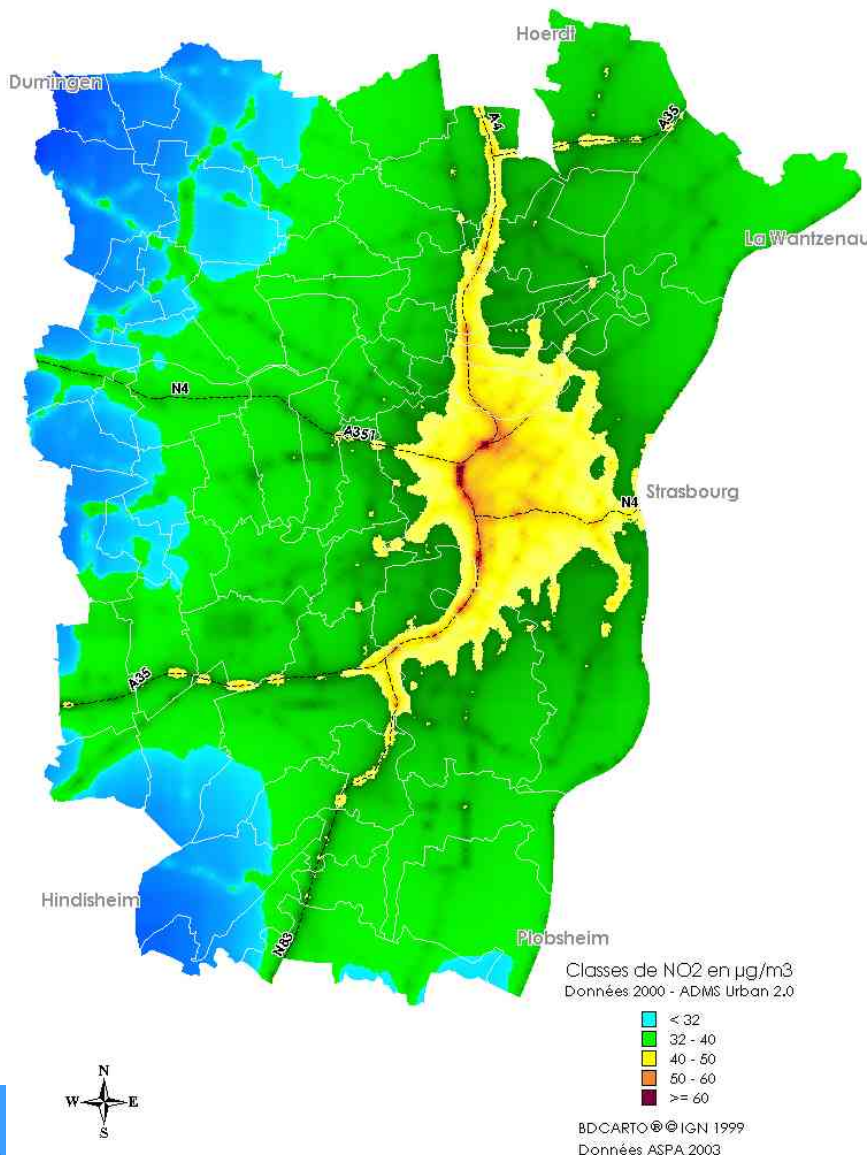 Hoerdt
Durningen
A4
A35
La Wantzenau
N4
A351
Strasbourg
N4
A35
Hindisheim
N83
Plobsheim
Classes de NO2 en µg/m3
Données 2000 - ADMS Urban 2.0
< 32
32 - 40
40 - 50
50 - 60
>= 60
N
W E
S
BDCARTO ® © IGN 1999
Données ASPA 2003